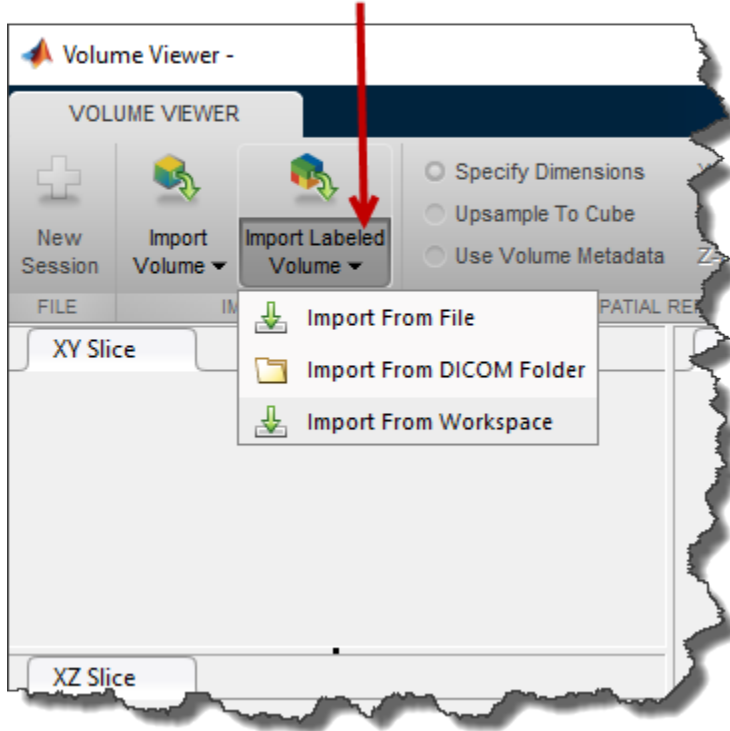 Volume Viewer -
VOLUME VIEWER
New
Session
Import
Volume
Import Labeled
Volume
Specify Dimensions
Upsample To Cube
Use Volume Metadata
FILE
Import From File
Import From DICOM Folder
Import From Workspace
XY Slice
XZ Slice